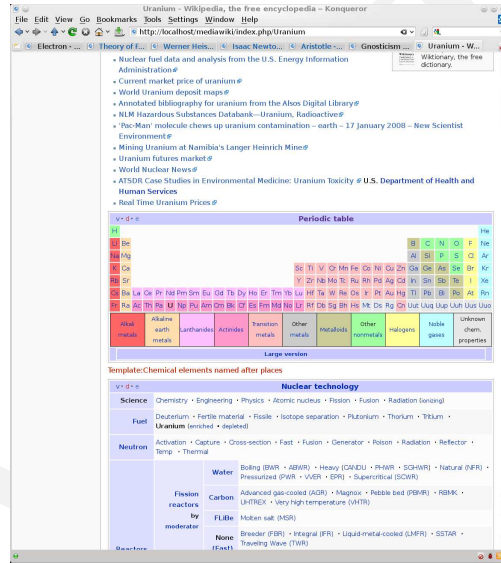 Uranium - Wikipedia, the free encyclopedia – Konqueror
File Edit View Go Bookmarks Tools Settings Window Help
http://localhost/mediawiki/index.php/Uranium
Electron - ... Theory of F... Werner Heis... Isaac Newto... Aristotle -... Gnosticism ... Uranium - W...
Wiktionary, the free
dictionary.
Nuclear fuel data and analysis from the U.S. Energy Information
Administration
Current market price of uranium
World Uranium deposit maps
Annotated bibliography for uranium from the Alsos Digital Library
NLM Hazardous Substances Databank—Uranium, Radioactive
'Pac-Man' molecule chews up uranium contamination – earth – 17 January 2008 – New Scientist
Environment
Mining Uranium at Namibia's Langer Heinrich Mine
Uranium futures market
World Nuclear News
ATSDR Case Studies in Environmental Medicine: Uranium Toxicity U.S. Department of Health and
Human Services
Real Time Uranium Prices
v • d • e Periodic table
H He
Li Be B C N O F Ne
Na Mg Al Si P S Cl Ar
K Ca Sc Ti V Cr Mn Fe Co Ni Cu Zn Ga Ge As Se Br Kr
Rb Sr Y Zr Nb Mo Tc Ru Rh Pd Ag Cd In Sn Sb Te I Xe
Cs Ba La Ce Pr Nd Pm Sm Eu Gd Tb Dy Ho Er Tm Yb Lu Hf Ta W Re Os Ir Pt Au Hg Tl Pb Bi Po At Rn
Fr Ra Ac Th Pa U Np Pu Am Cm Bk Cf Es Fm Md No Lr Rf Db Sg Bh Hs Mt Ds Rg Cn Uut Uuq Uup Uuh Uus Uuo
Alkali metals Alkaline earth metals Lanthanides Actinides Transition metals Other metals Metalloids Other nonmetals Halogens Noble gases Unknown chem. properties
Large version
Template:Chemical elements named after places
v • d • e Nuclear technology
Science Chemistry • Engineering • Physics • Atomic nucleus • Fission • Fusion • Radiation (ionizing)
Fuel Deuterium • Fertile material • Fissile • Isotope separation • Plutonium • Thorium • Tritium •
Uranium (enriched • depleted)
Neutron Activation • Capture • Cross-section • Fast • Fusion • Generator • Poison • Radiation • Reflector •
Temp • Thermal
Reactors
Fission
reactors
by
moderator
Water Boiling (BWR • ABWR) • Heavy (CANDU • PHWR • SGHWR) • Natural (NFR) •
Pressurized (PWR • VVER • EPR) • Supercritical (SCWR)
Carbon Advanced gas-cooled (AGR) • Magnox • Pebble bed (PBMR) • RBMK •
UHTREX • Very high temperature (VHTR)
FLiBe Molten salt (MSR)
None
(Fast) Breeder (FBR) • Integral (IFR) • Liquid-metal-cooled (LMFR) • SSTAR •
Traveling Wave (TWR)